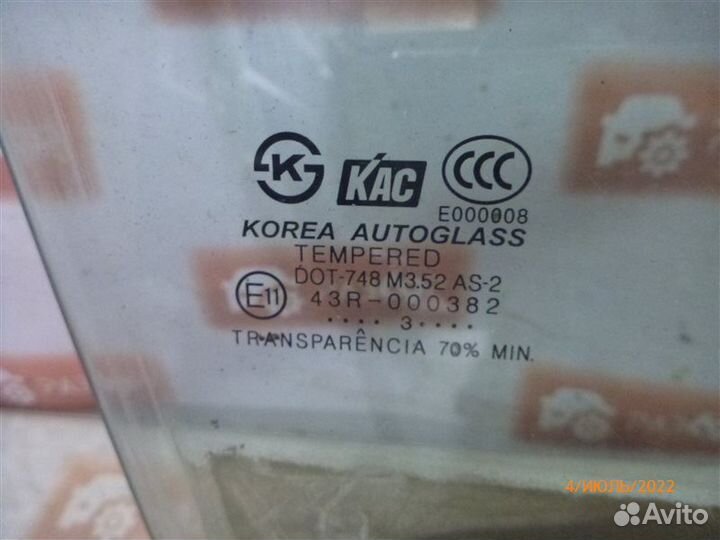 K KAC CCC
E000008
KOREA AUTOGLASS
TEMPERED
DOT-748 M3.52 AS-2
E11 43R-000382
•••• 3 ••••
TRANSPARÊNCIA 70% MIN.
4/ИЮЛЬ/2022
Avito